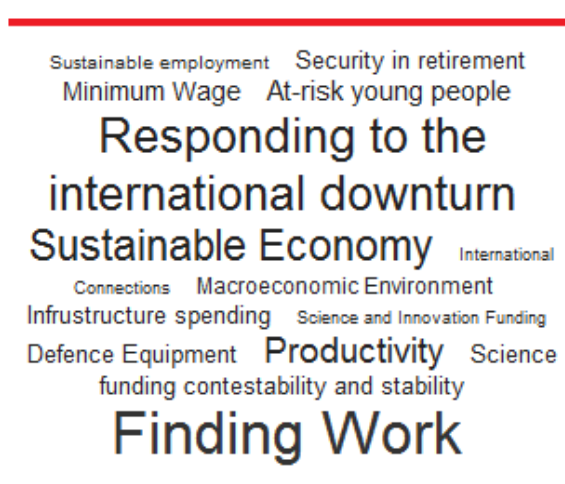 Sustainable employment Security in retirement
Minimum Wage At-risk young people
Responding to the
international downturn
Sustainable Economy International
Connections Macroeconomic Environment
Infrustructure spending Science and Innovation Funding
Defence Equipment Productivity Science
funding contestability and stability
Finding Work